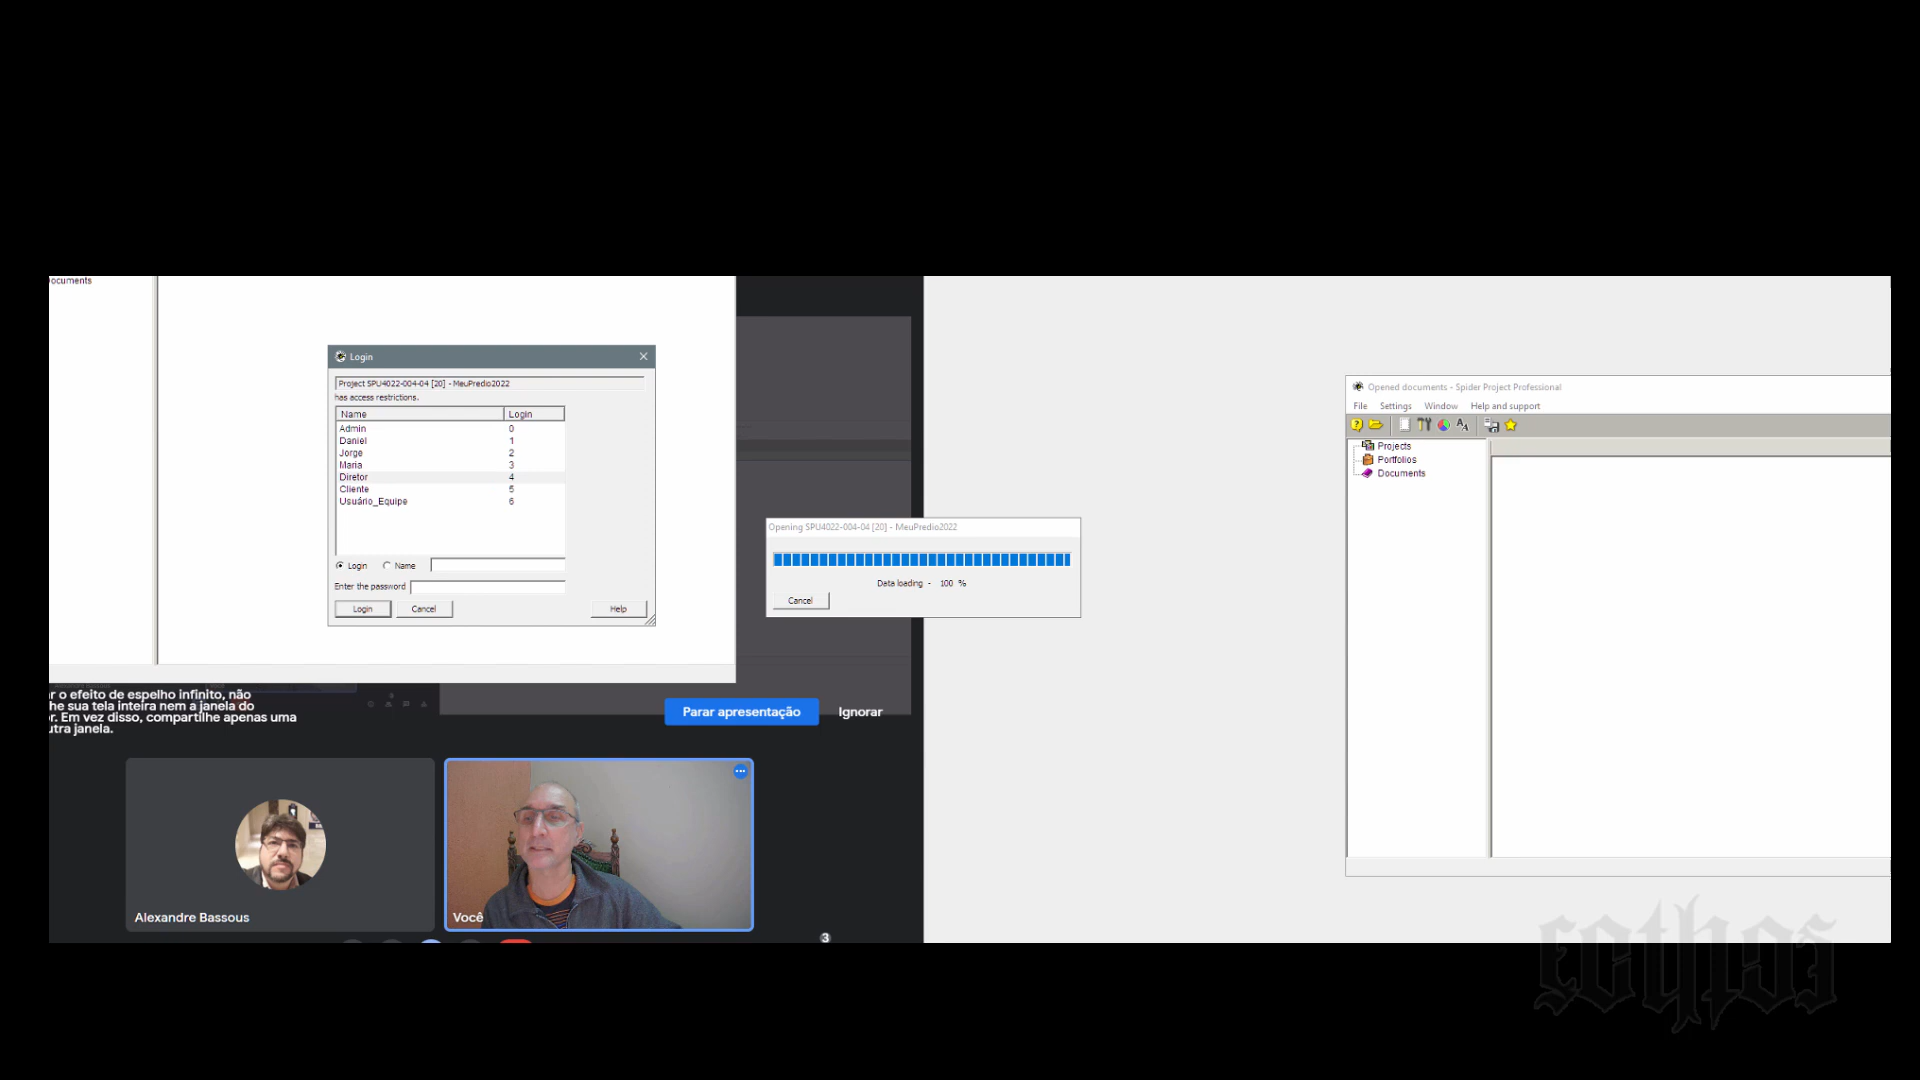 ocuments
Login
Project SPU4022-004-04 [20] - MeuPredio2022
has access restrictions.
Name Login
Admin 0
Daniel 1
Jorge 2
Maria 3
Diretor 4
Cliente 5
Usuário_Equipe 6
Login Name
Enter the password
Login Cancel Help
Opening SPU4022-004-04 [20] - MeuPredio2022
Data loading - 100 %
Cancel
Opened documents - Spider Project Professional
File Settings Window Help and support
Projects
Portfolios
Documents
r o efeito de espelho infinito, não
he sua tela inteira nem a janela do
r. Em vez disso, compartilhe apenas uma
utra janela.
Parar apresentação Ignorar
Alexandre Bassous
Você
3